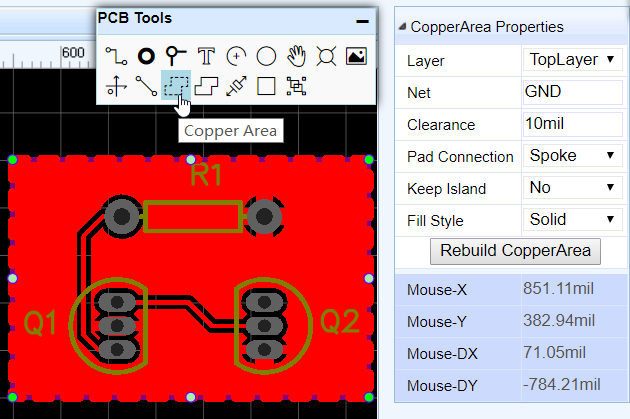 PCB Tools
600
Copper Area
R1
Q1
Q2
CopperArea Properties
Layer TopLayer
Net GND
Clearance 10mil
Pad Connection Spoke
Keep Island No
Fill Style Solid
Rebuild CopperArea
Mouse-X 851.11mil
Mouse-Y 382.94mil
Mouse-DX 71.05mil
Mouse-DY -784.21mil